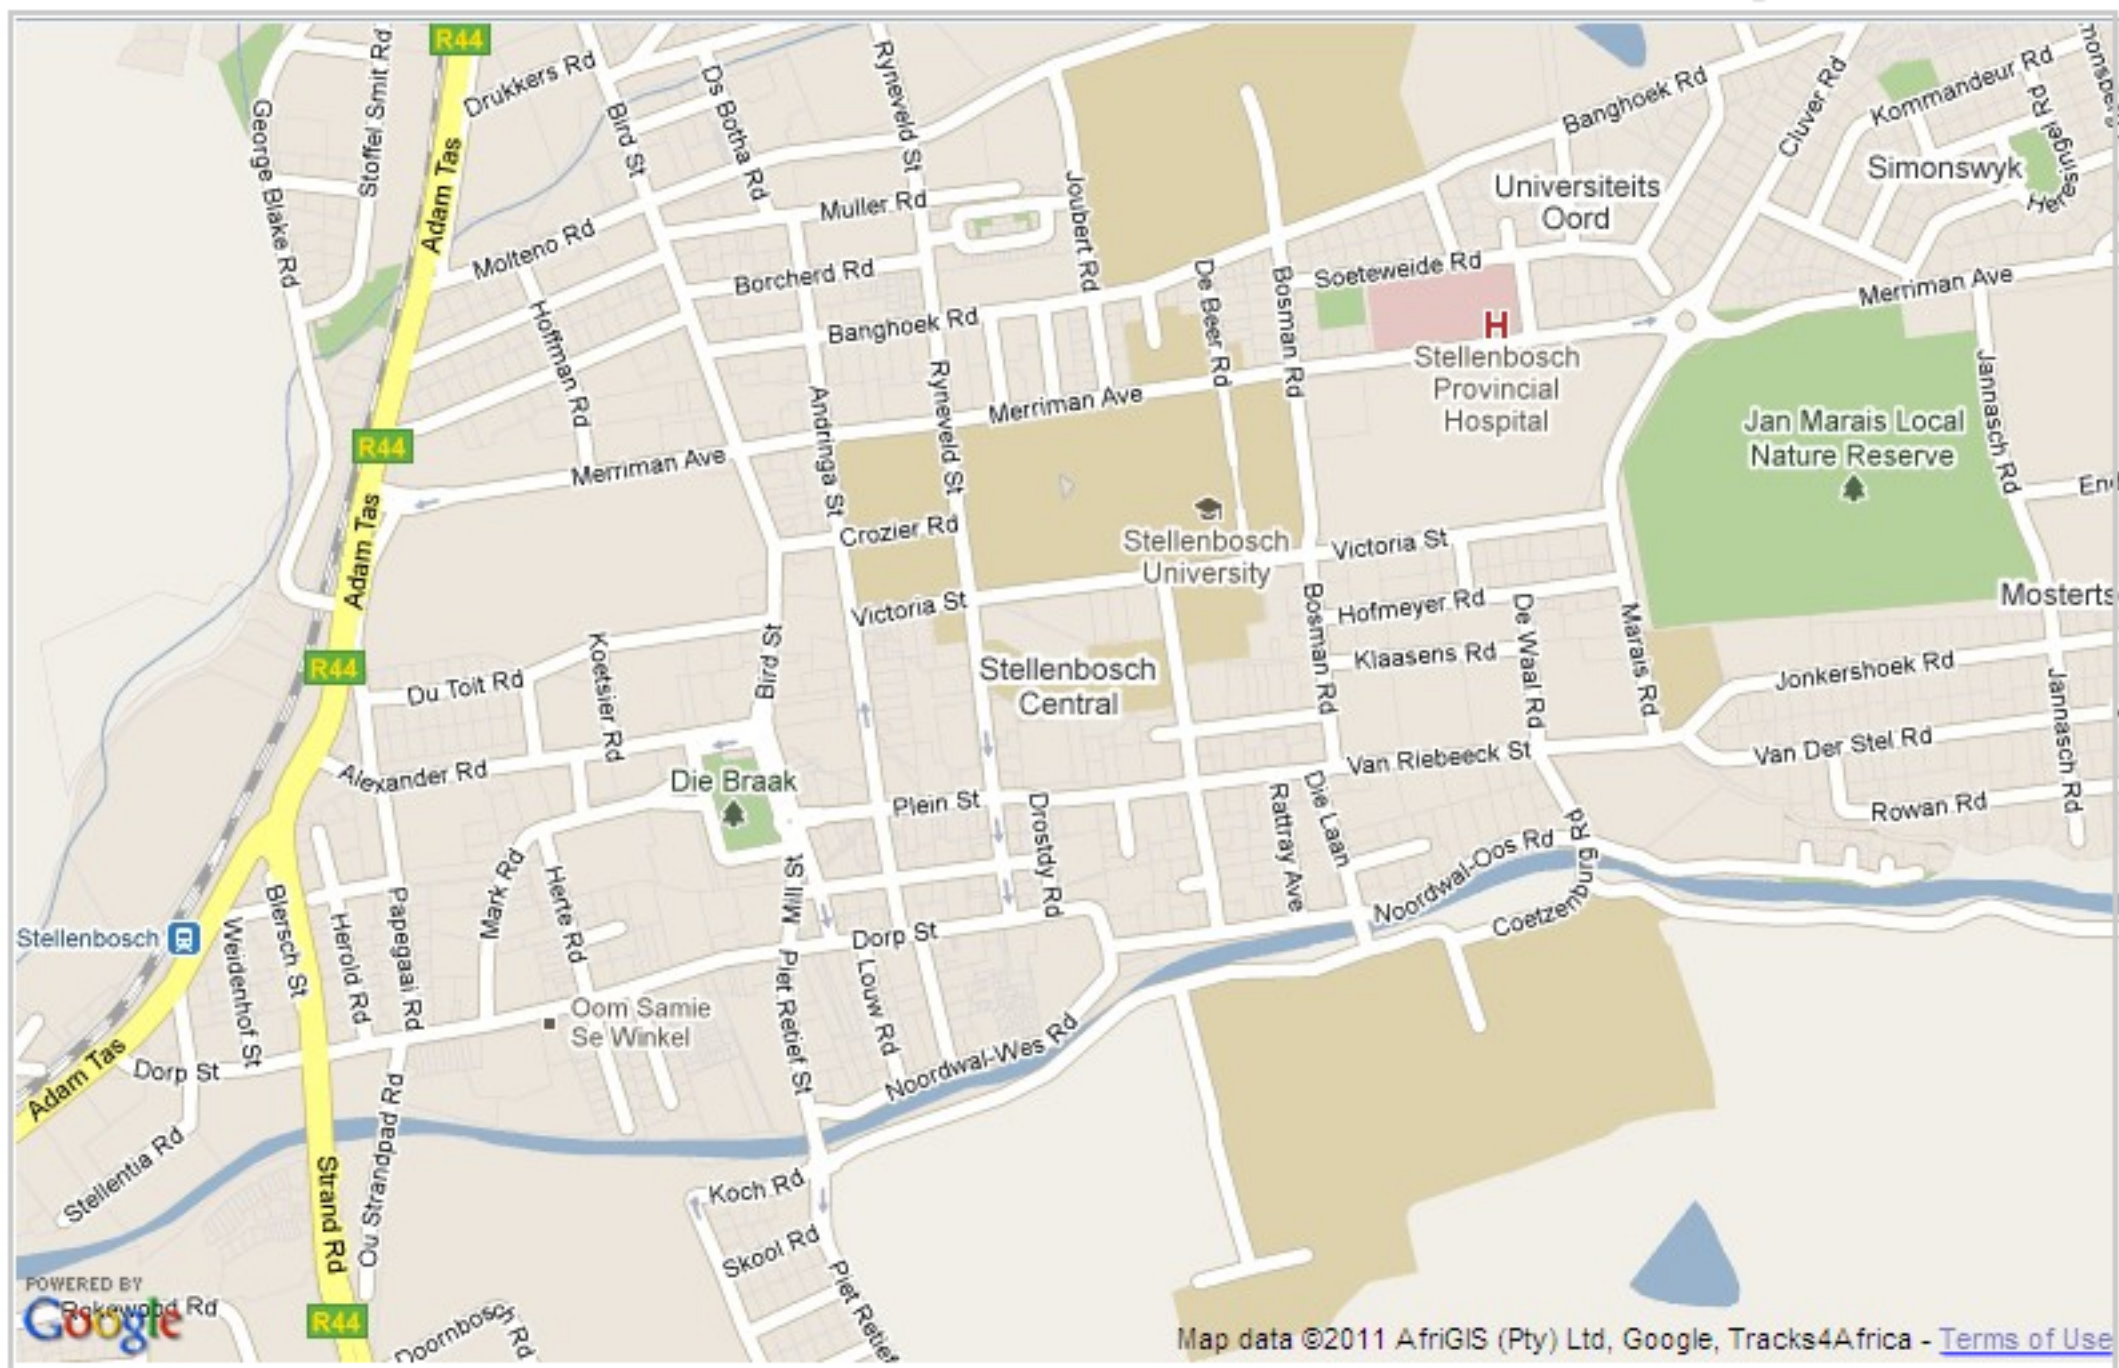 R44
Drukkers Rd
Stoffel Smit Rd
George Blake Rd
Adam Tas
Bird St
Ds Botha Rd
Ryneveld St
Muller Rd
Joubert Rd
Molteno Rd
Borcherd Rd
Banghoek Rd
Hoffman Rd
Banghoek Rd
Cluver Rd
Kommandeur Rd
Simonswyk
Universiteits
Oord
Soeteweide Rd
De Beer Rd
Bosman Rd
Merriman Ave
H
Stellenbosch
Provincial
Hospital
Jan Marais Local
Nature Reserve
Jannasch Rd
R44
Adam Tas
Merriman Ave
Merriman Ave
Andringa St
Ryneveld St
Crozier Rd
Stellenbosch
University
Victoria St
Victoria St
Hofmeyer Rd
Klaasens Rd
Bosman Rd
De Waal Rd
Marais Rd
Mosterts
Jonkershoek Rd
Van Der Stel Rd
Rowan Rd
Jannasch Rd
R44
Du Toit Rd
Koetsier Rd
Bird St
Stellenbosch
Central
Alexander Rd
Die Braak
Plein St
Drostdy Rd
Van Riebeeck St
Rattray Ave
Die Laan
Noordwal-Oos Rd
Coetzenburg Rd
Mark Rd
Herte Rd
Mill St
Dorp St
Stellenbosch
Weidenhof St
Blersch St
Herold Rd
Papegaai Rd
Oom Samie
Se Winkel
Piet Retief St
Louw Rd
Noordwal-Wes Rd
Adam Tas
Dorp St
Stellentia Rd
Strand Rd
Ou Strandpad Rd
Koch Rd
Skool Rd
Piet Retief
POWERED BY
Google
Rokewood Rd
R44
Doornbosch Rd
Map data ©2011 AfriGIS (Pty) Ltd, Google, Tracks4Africa - Terms of Use